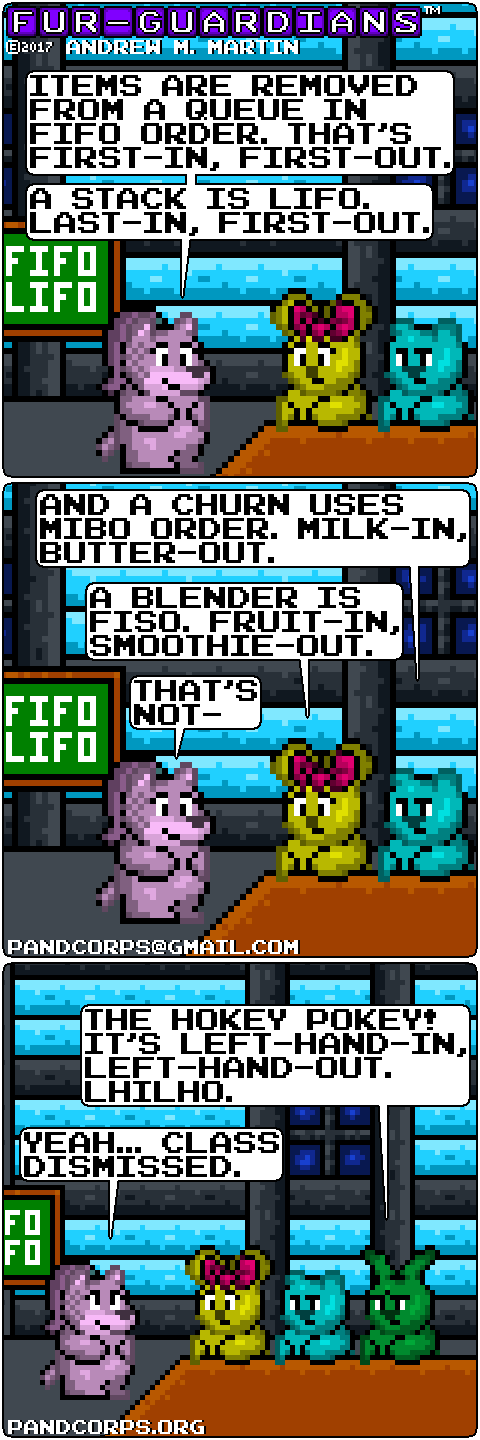 FUR-GUARDIANS™
©2017 ANDREW M. MARTIN
ITEMS ARE REMOVED
FROM A QUEUE IN
FIFO ORDER. THAT'S
FIRST-IN, FIRST-OUT.
A STACK IS LIFO.
LAST-IN, FIRST-OUT.
FIFO
LIFO
AND A CHURN USES
MIBO ORDER. MILK-IN,
BUTTER-OUT.
A BLENDER IS
FISO. FRUIT-IN,
SMOOTHIE-OUT.
THAT'S
NOT-
FIFO
LIFO
PANDCORPS@GMAIL.COM
THE HOKEY POKEY!
IT'S LEFT-HAND-IN,
LEFT-HAND-OUT.
LHILHO.
YEAH... CLASS
DISMISSED.
FO
FO
PANDCORPS.ORG